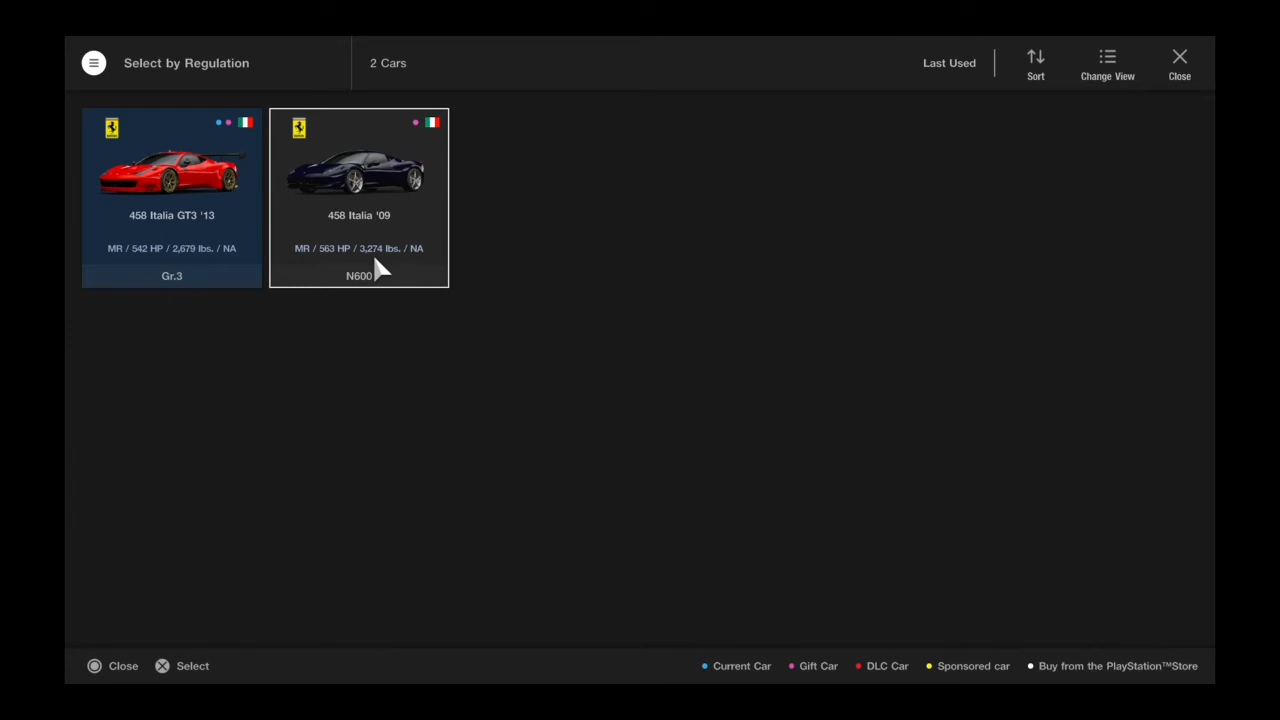 Select by Regulation
2 Cars
Last Used
Sort
Change View
Close
458 Italia GT3 '13
MR / 542 HP / 2,679 lbs. / NA
Gr.3
458 Italia '09
MR / 563 HP / 3,274 lbs. / NA
N600
Close
Select
Current Car
Gift Car
DLC Car
Sponsored car
Buy from the PlayStation™Store